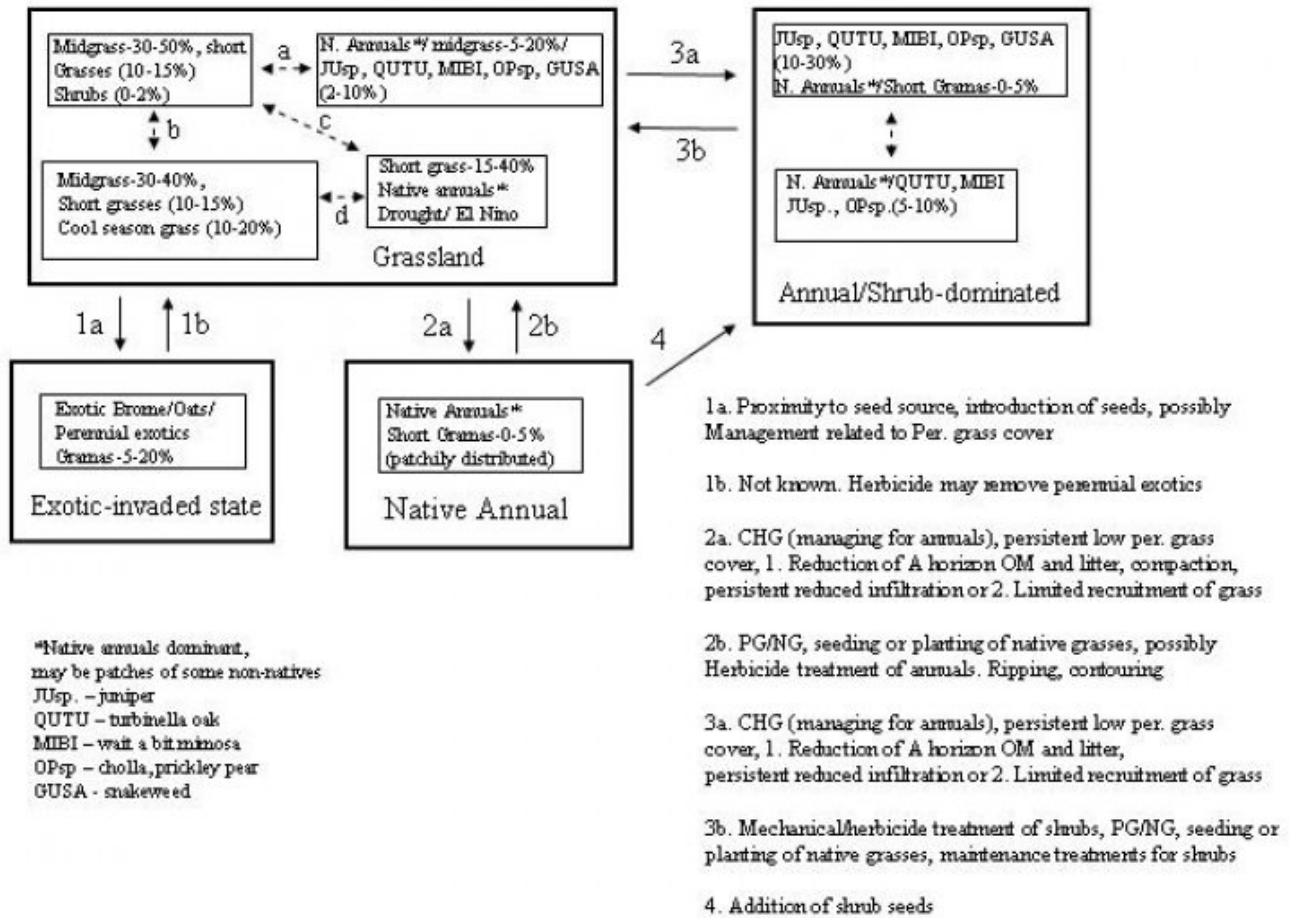 Midgrass-30-50%, short
Grasses (10-15%)
Shrubs (0-2%)
a
N. Annuals*/ midgrass-5-20%/
JUsp, QUTU, MIBI, OPsp, GUSA
(2-10%)
b
c
Midgrass-30-40%,
Short grasses (10-15%)
Cool season grass (10-20%)
d
Short grass-15-40%
Native annuals*
Drought/ El Nino
Grassland
3a
3b
JUsp, QUTU, MIBI, OPsp, GUSA
(10-30%)
N. Annuals*/Short Gramas-0-5%
N. Annuals*/QUTU, MIBI
JUsp., OPsp.(5-10%)
Annual/Shrub-dominated
1a
1b
2a
2b
4
Exotic Brome/Oats/
Perennial exotics
Gramas-5-20%
Exotic-invaded state
Native Annuals*
Short Gramas-0-5%
(patchily distributed)
Native Annual
1a. Proximity to seed source, introduction of seeds, possibly
Management related to Per. grass cover
1b. Not known. Herbicide may remove perennial exotics
2a. CHG (managing for annuals), persistent low per. grass
cover, 1. Reduction of A horizon OM and litter, compaction,
persistent reduced infiltration or 2. Limited recruitment of grass
2b. PG/NG, seeding or planting of native grasses, possibly
Herbicide treatment of annuals. Ripping, contouring
3a. CHG (managing for annuals), persistent low per. grass
cover, 1. Reduction of A horizon OM and litter,
persistent reduced infiltration or 2. Limited recruitment of grass
3b. Mechanical/herbicide treatment of shrubs, PG/NG, seeding or
planting of native grasses, maintenance treatments for shrubs
4. Addition of shrub seeds
*Native annuals dominant,
may be patches of some non-natives
JUsp. – juniper
QUTU – turbinella oak
MIBI – wait a bit mimosa
OPsp – cholla,prickley pear
GUSA - snakeweed